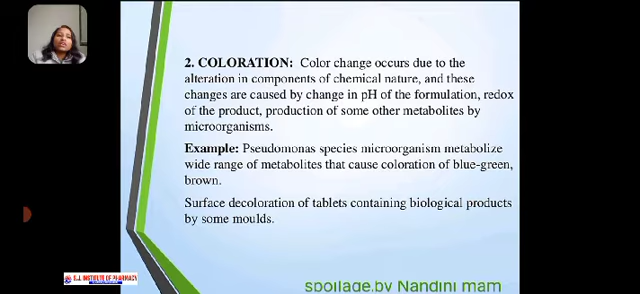 2. COLORATION: Color change occurs due to the
alteration in components of chemical nature, and these
changes are caused by change in pH of the formulation, redox
of the product, production of some other metabolites by
microorganisms.
Example: Pseudomonas species microorganism metabolize
wide range of metabolites that cause coloration of blue-green,
brown.
Surface decoloration of tablets containing biological products
by some moulds.
INSTITUTE OF PHARMACY
spoilage.by Nandini mam